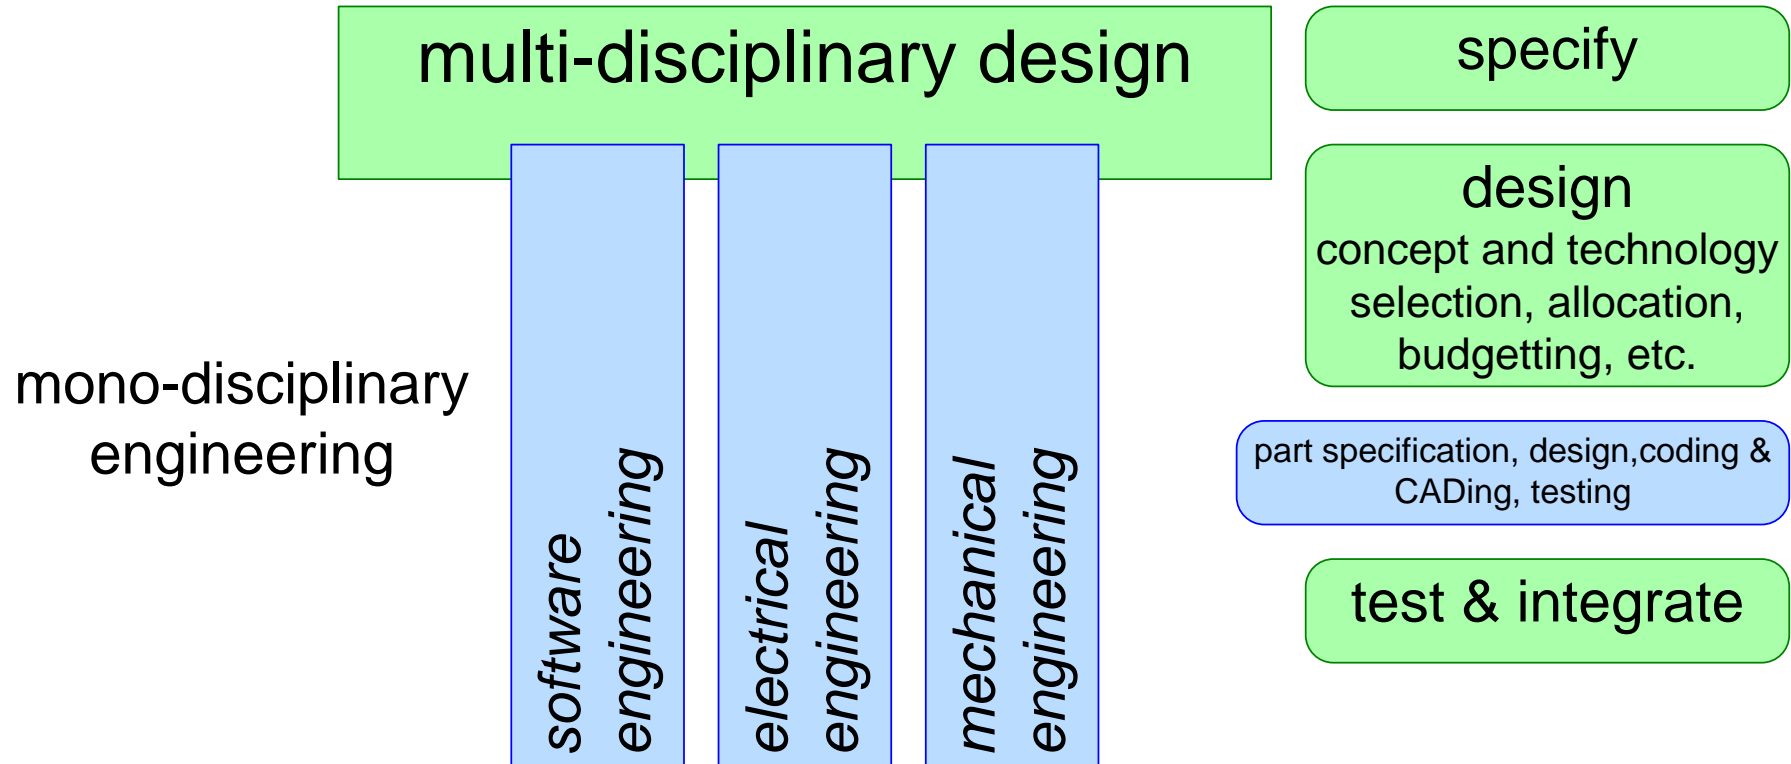 multi-disciplinary design
mono-disciplinary
engineering
software
engineering
electrical
engineering
mechanical
engineering
specify
design
concept and technology
selection, allocation,
budgetting, etc.
part specification, design,coding &
CADing, testing
test & integrate